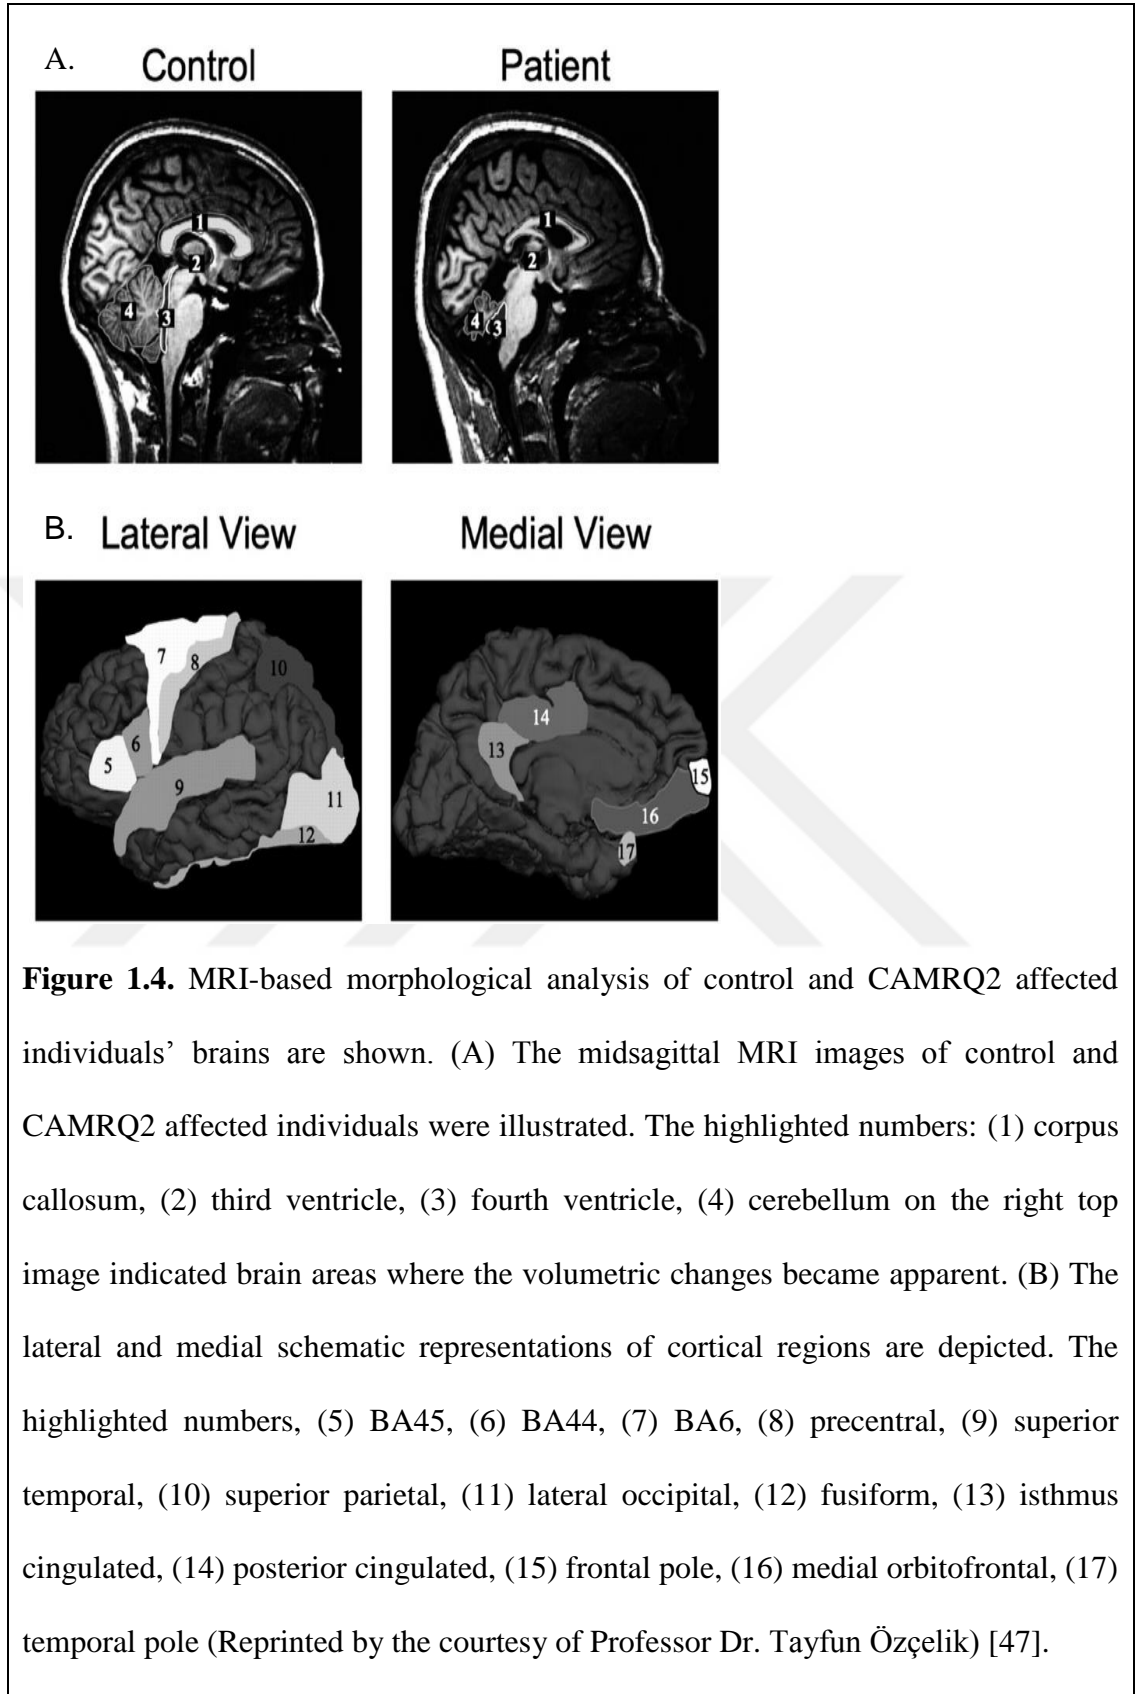 A.
Control
Patient
1
2
3
4
1
2
3
4
B.
Lateral View
Medial View
5
6
7
8
9
10
11
12
13
14
15
16
17
Figure 1.4. MRI-based morphological analysis of control and CAMRQ2 affected
individuals’ brains are shown. (A) The midsagittal MRI images of control and
CAMRQ2 affected individuals were illustrated. The highlighted numbers: (1) corpus
callosum, (2) third ventricle, (3) fourth ventricle, (4) cerebellum on the right top
image indicated brain areas where the volumetric changes became apparent. (B) The
lateral and medial schematic representations of cortical regions are depicted. The
highlighted numbers, (5) BA45, (6) BA44, (7) BA6, (8) precentral, (9) superior
temporal, (10) superior parietal, (11) lateral occipital, (12) fusiform, (13) isthmus
cingulated, (14) posterior cingulated, (15) frontal pole, (16) medial orbitofrontal, (17)
temporal pole (Reprinted by the courtesy of Professor Dr. Tayfun Özçelik) [47].